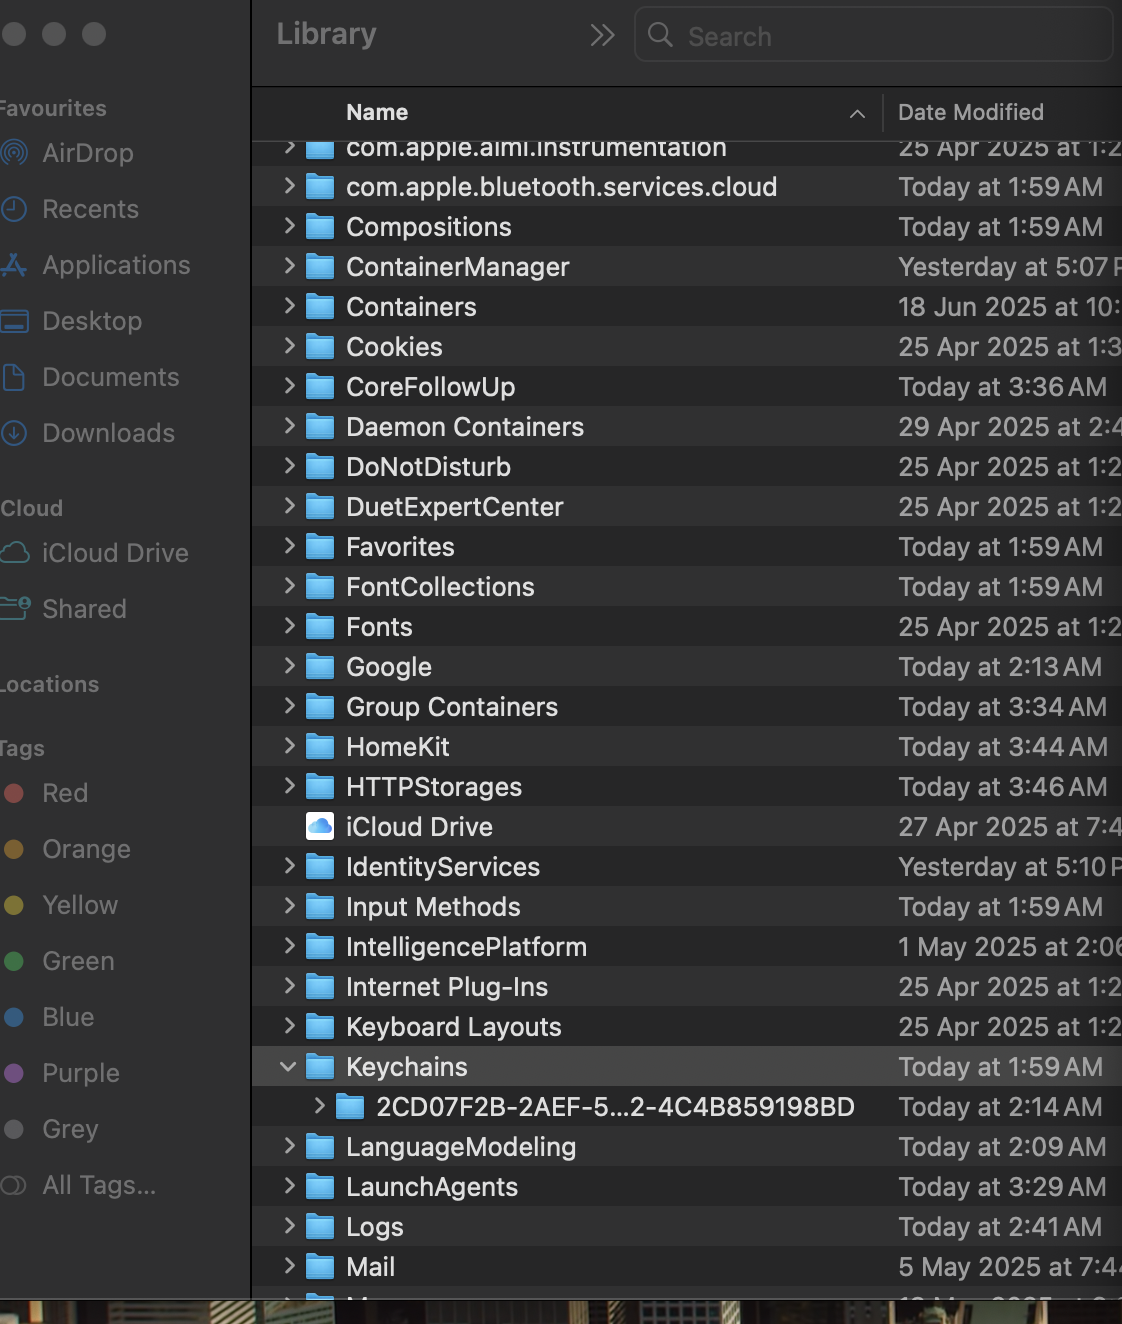 Library
Search
Favourites
AirDrop
Recents
Applications
Desktop
Documents
Downloads
Cloud
iCloud Drive
Shared
Locations
Tags
Red
Orange
Yellow
Green
Blue
Purple
Grey
All Tags...
Name Date Modified
com.apple.aiml.instrumentation 25 Apr 2025 at 1:2
com.apple.bluetooth.services.cloud Today at 1:59 AM
Compositions Today at 1:59 AM
ContainerManager Yesterday at 5:07 P
Containers 18 Jun 2025 at 10:
Cookies 25 Apr 2025 at 1:3
CoreFollowUp Today at 3:36 AM
Daemon Containers 29 Apr 2025 at 2:4
DoNotDisturb 25 Apr 2025 at 1:2
DuetExpertCenter 25 Apr 2025 at 1:2
Favorites Today at 1:59 AM
FontCollections Today at 1:59 AM
Fonts 25 Apr 2025 at 1:2
Google Today at 2:13 AM
Group Containers Today at 3:34 AM
HomeKit Today at 3:44 AM
HTTPStorages Today at 3:46 AM
iCloud Drive 27 Apr 2025 at 7:4
IdentityServices Yesterday at 5:10 P
Input Methods Today at 1:59 AM
IntelligencePlatform 1 May 2025 at 2:06
Internet Plug-Ins 25 Apr 2025 at 1:2
Keyboard Layouts 25 Apr 2025 at 1:2
Keychains Today at 1:59 AM
2CD07F2B-2AEF-5...2-4C4B859198BD Today at 2:14 AM
LanguageModeling Today at 2:09 AM
LaunchAgents Today at 3:29 AM
Logs Today at 2:41 AM
Mail 5 May 2025 at 7:44